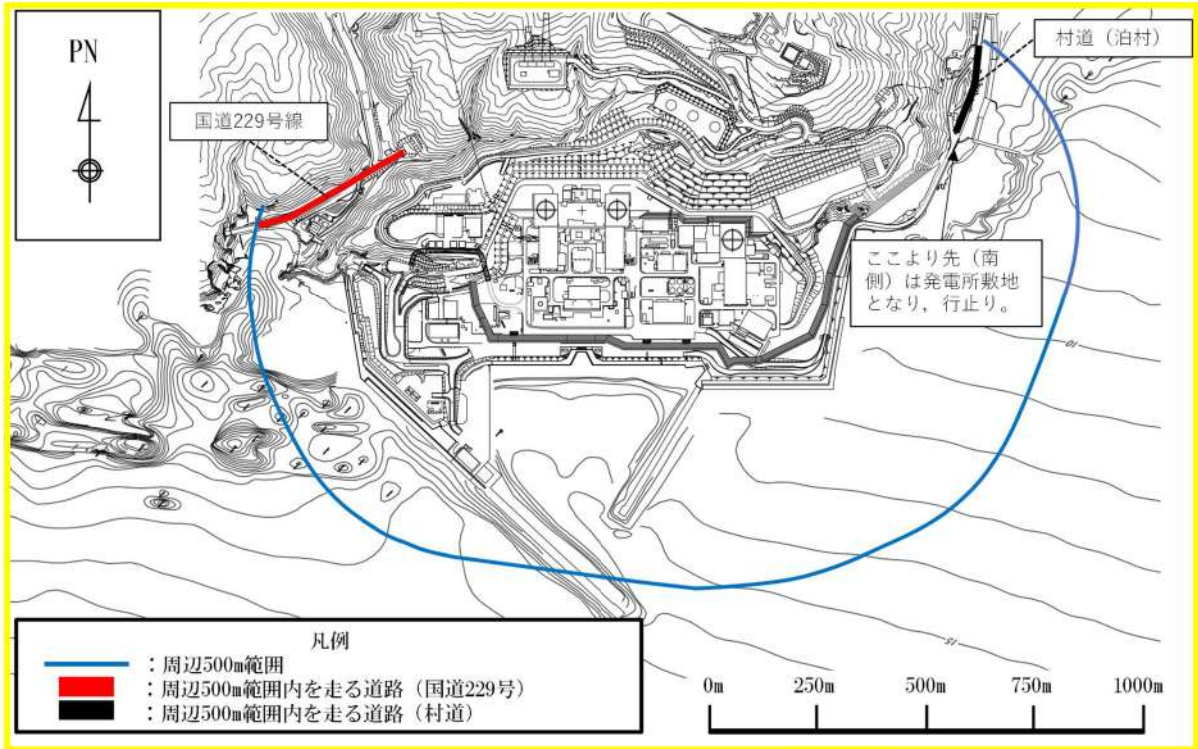 PN
国道229号線
村道（泊村）
ここより先（南
側）は発電所敷地
となり，行止り。
10
15
凡例
：周辺500m範囲
：周辺500m範囲内を走る道路（国道229号）
：周辺500m範囲内を走る道路（村道）
0m 250m 500m 750m 1000m